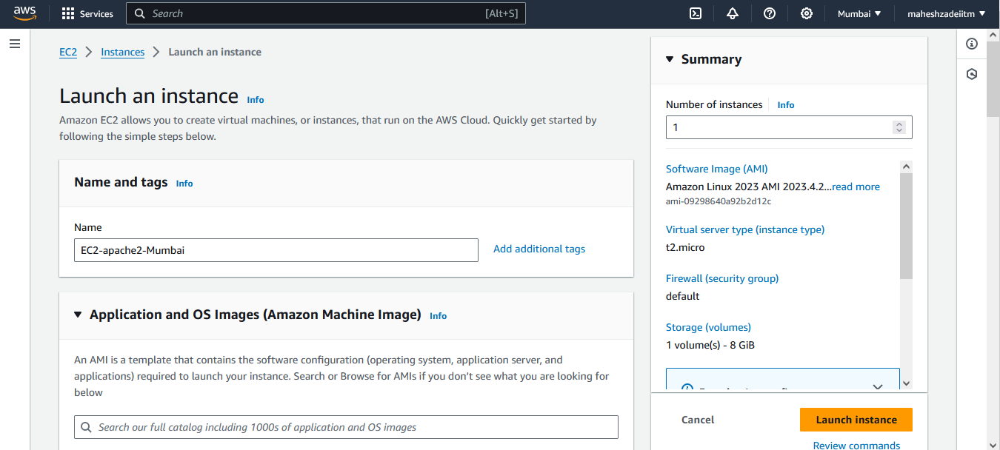 aws
Services
Search
[Alt+S]
Mumbai
maheshzadeiitm
EC2
Instances
Launch an instance
Launch an instance Info
Amazon EC2 allows you to create virtual machines, or instances, that run on the AWS Cloud. Quickly get started by
following the simple steps below.
Name and tags Info
Name
EC2-apache2-Mumbai
Add additional tags
Application and OS Images (Amazon Machine Image) Info
An AMI is a template that contains the software configuration (operating system, application server, and
applications) required to launch your instance. Search or Browse for AMIs if you don't see what you are looking for
below
Search our full catalog including 1000s of application and OS images
Summary
Number of instances Info
1
Software Image (AMI)
Amazon Linux 2023 AMI 2023.4.2...read more
ami-09298640a92b2d12c
Virtual server type (instance type)
t2.micro
Firewall (security group)
default
Storage (volumes)
1 volume(s) - 8 GiB
Cancel
Launch instance
Review commands